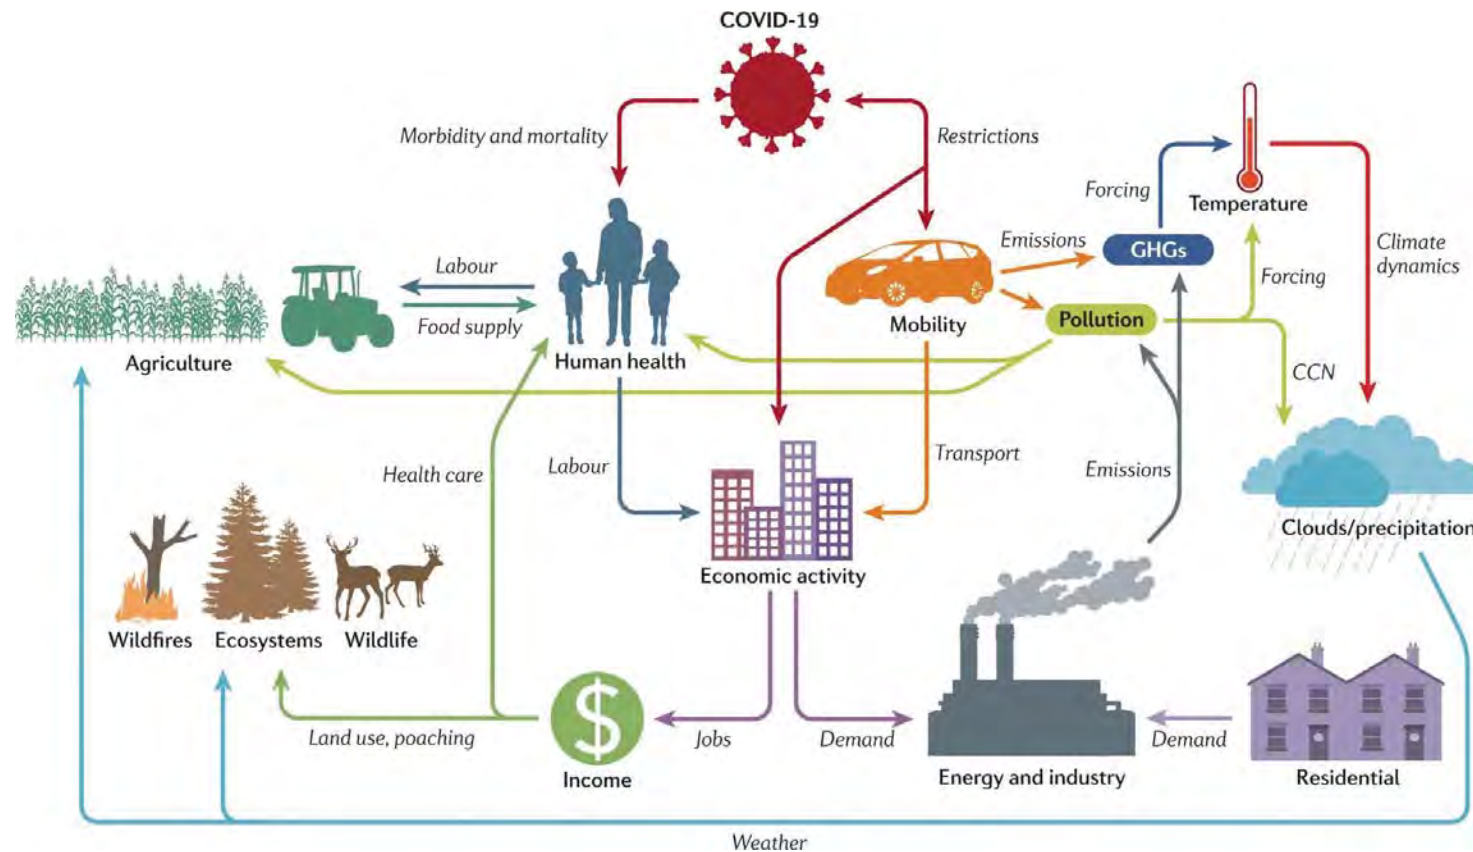 COVID-19
Morbidity and mortality
Restrictions
Forcing
Temperature
Emissions
GHGs
Climate
dynamics
Labour
Forcing
Food supply
Mobility
Pollution
Agriculture
Human health
CCN
Health care
Labour
Transport
Emissions
Clouds/precipitation
Economic activity
Wildfires
Ecosystems
Wildlife
$
Land use, poaching
Jobs
Demand
Demand
Income
Energy and industry
Residential
Weather